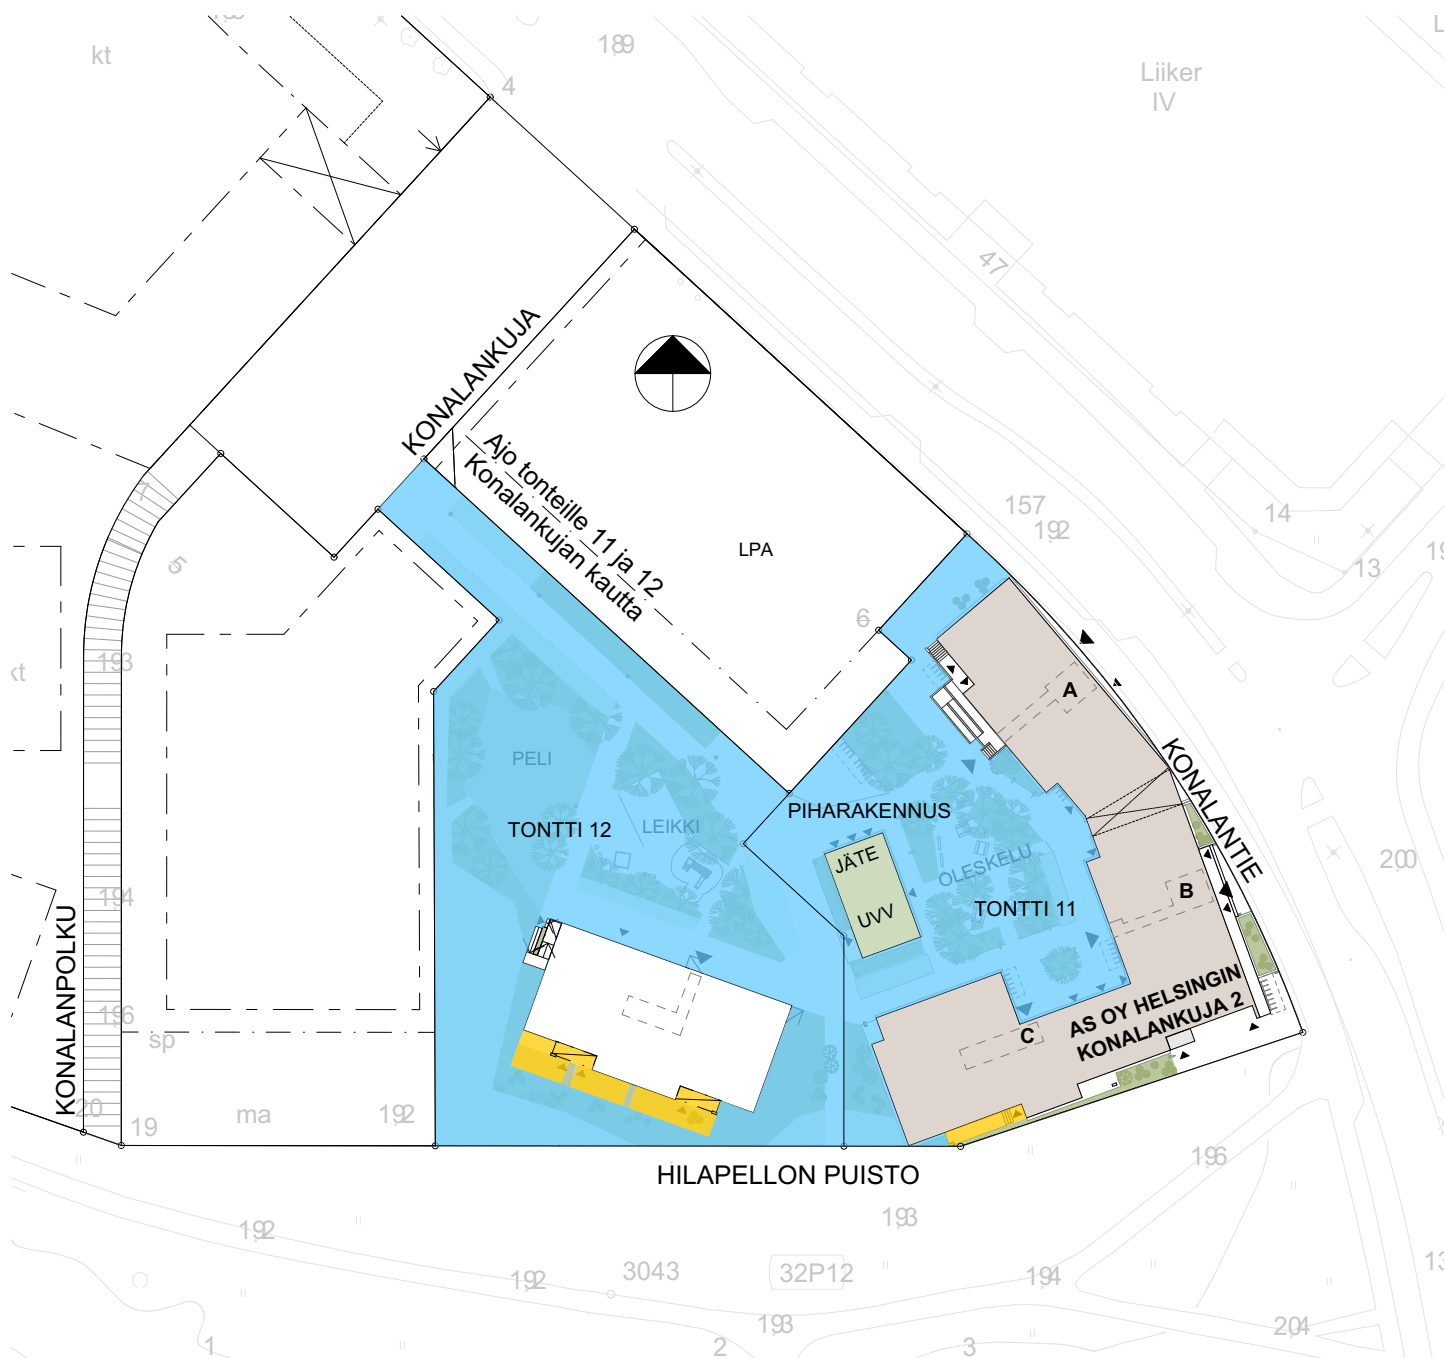 kt
189
4
Liiker
IV
47
KONALANKUJA
Ajo tonteille 11 ja 12
Konalankujan kautta
LPA
157
192
14
13
7
5
6
193
kt
A
PELI
KONALANTIE
PIHARAKENNUS
LEIKKI
TONTTI 12
JÄTE
OLESKELU
UVV
TONTTI 11
B
200
194
KONALANPOLKU
196
sp
C
AS OY HELSINGIN
KONALANKUJA 2
20
19
ma
192
HILAPELLON PUISTO
196
192
193
192
3043
32P12
194
193
204
1
2
3